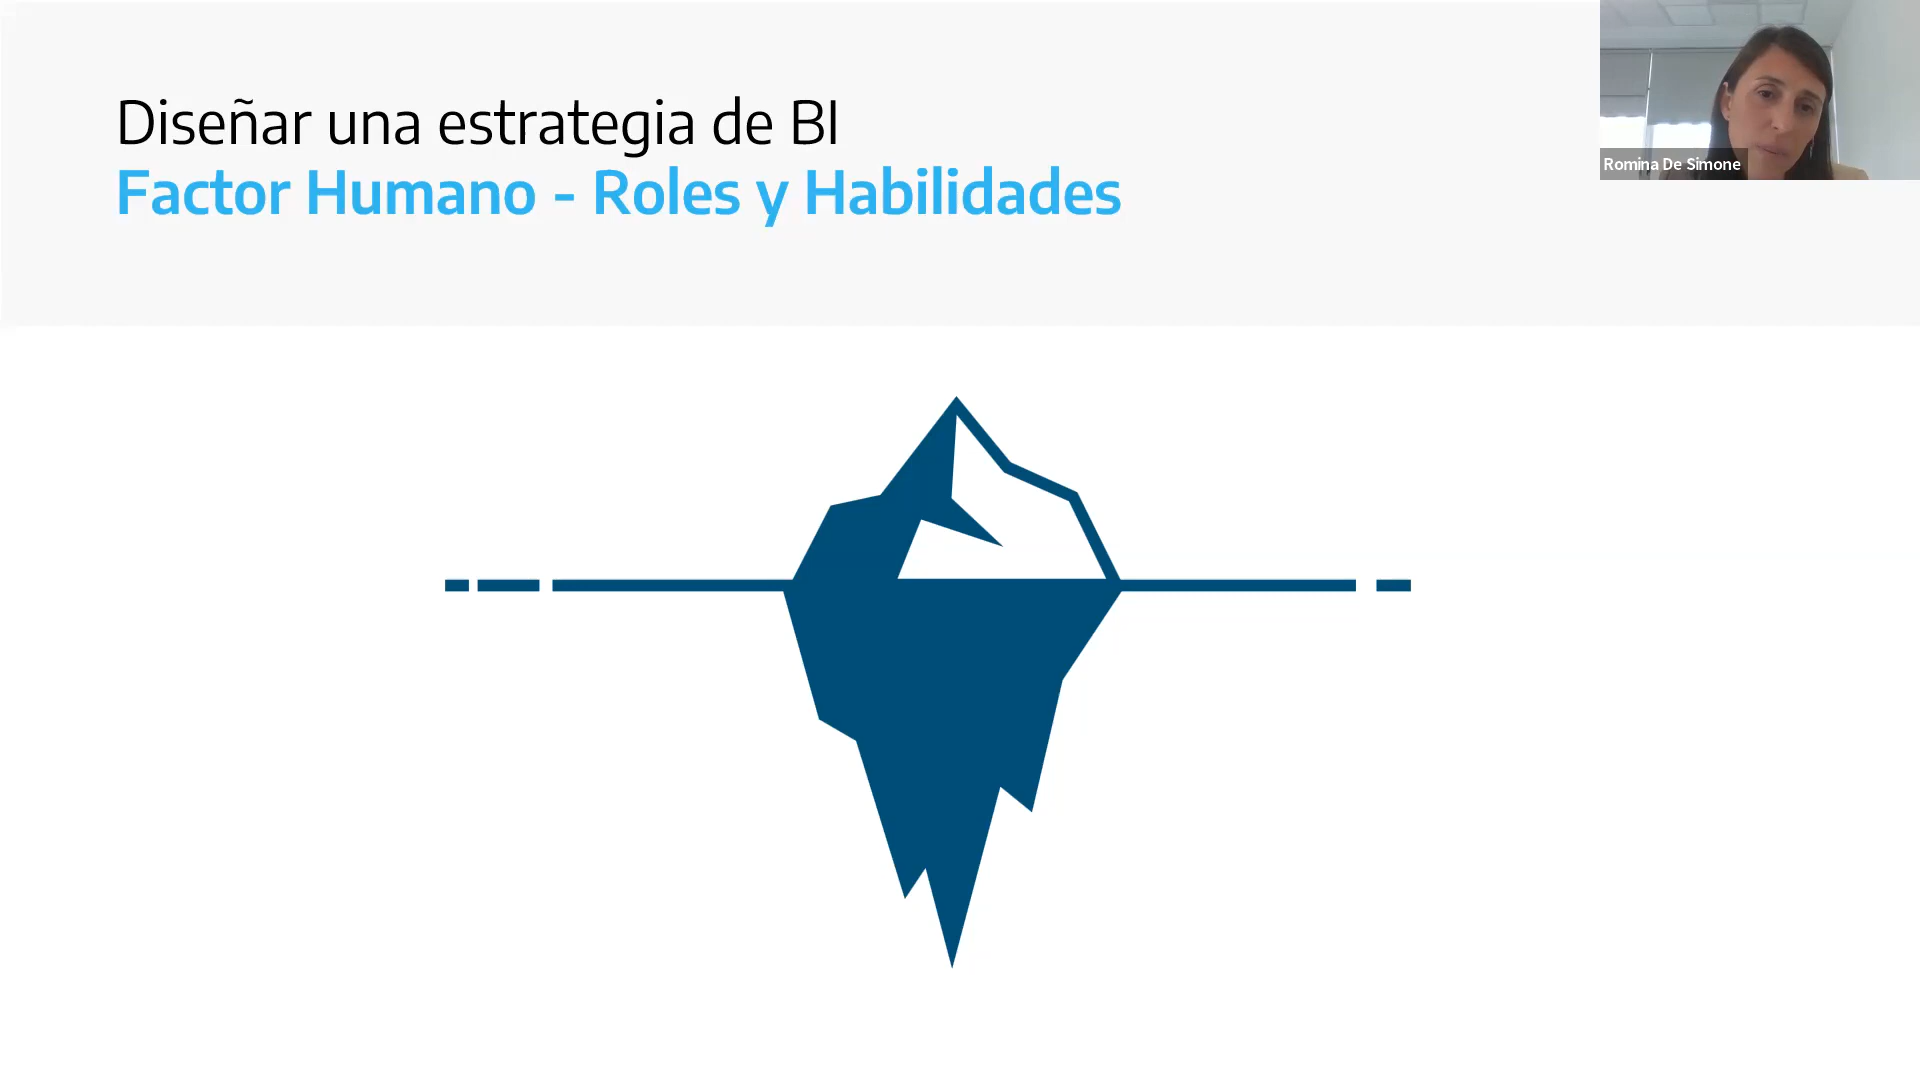 Diseñar una estrategia de BI
Factor Humano - Roles y Habilidades
Romina De Simone